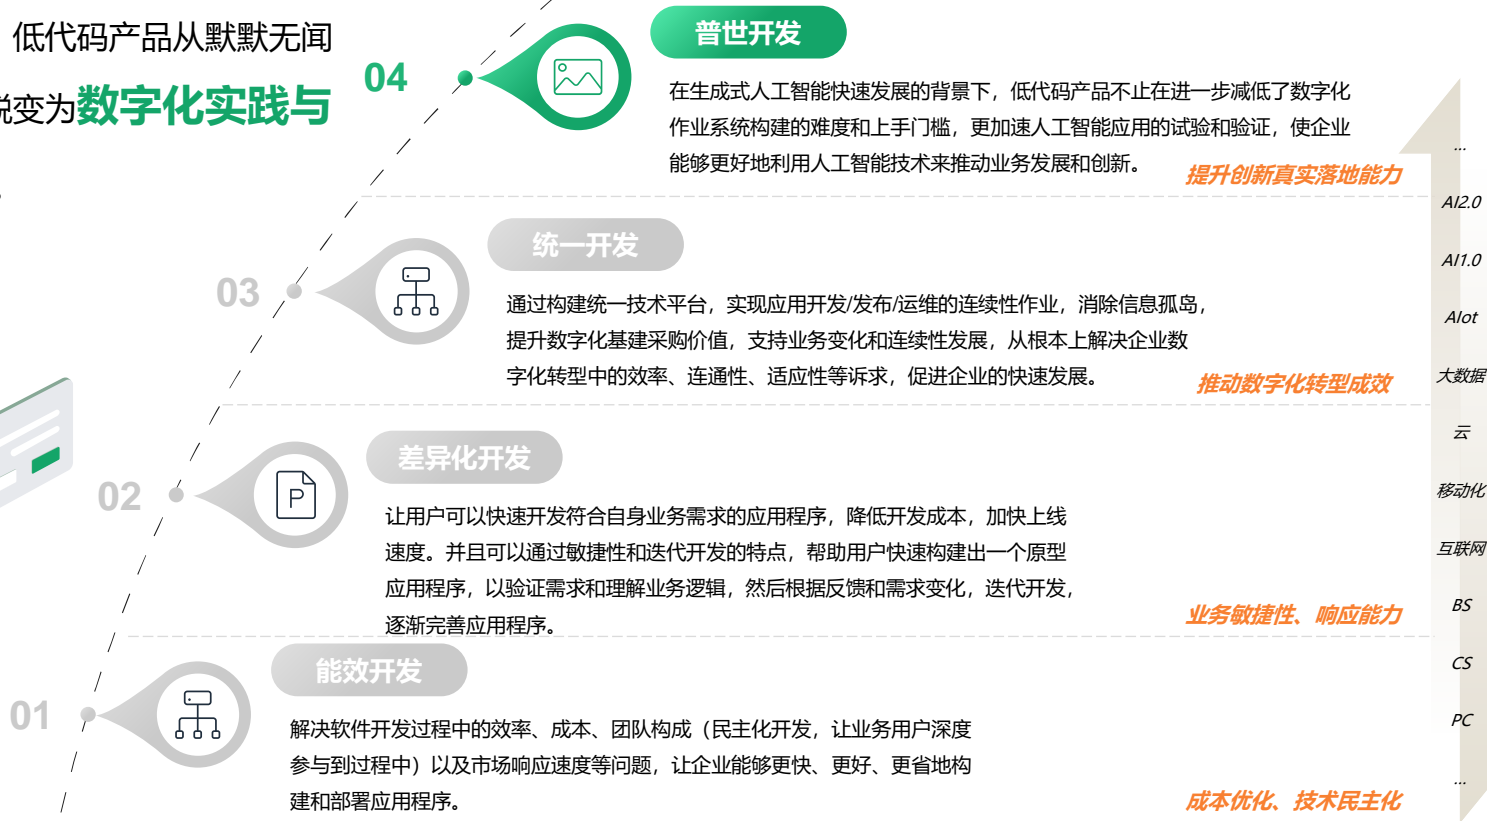 低代码产品从默默无闻
变为数字化实践与
04
普世开发
在生成式人工智能快速发展的背景下，低代码产品不止在进一步减低了数字化
作业系统构建的难度和上手门槛，更加速人工智能应用的试验和验证，使企业
能够更好地利用人工智能技术来推动业务发展和创新。
提升创新真实落地能力
03
统一开发
通过构建统一技术平台，实现应用开发/发布/运维的连续性作业，消除信息孤岛，
提升数字化基建采购价值，支持业务变化和连续性发展，从根本上解决企业数
字化转型中的效率、连通性、适应性等诉求，促进企业的快速发展。
推动数字化转型成效
02
差异化开发
P
让用户可以快速开发符合自身业务需求的应用程序，降低开发成本，加快上线
速度。并且可以通过敏捷性和迭代开发的特点，帮助用户快速构建出一个原型
应用程序，以验证需求和理解业务逻辑，然后根据反馈和需求变化，迭代开发，
逐渐完善应用程序。
业务敏捷性、响应能力
01
能效开发
解决软件开发过程中的效率、成本、团队构成（民主化开发，让业务用户深度
参与到过程中）以及市场响应速度等问题，让企业能够更快、更好、更省地构
建和部署应用程序。
成本优化、技术民主化
...
AI2.0
AI1.0
AIot
大数据
云
移动化
互联网
BS
CS
PC
...